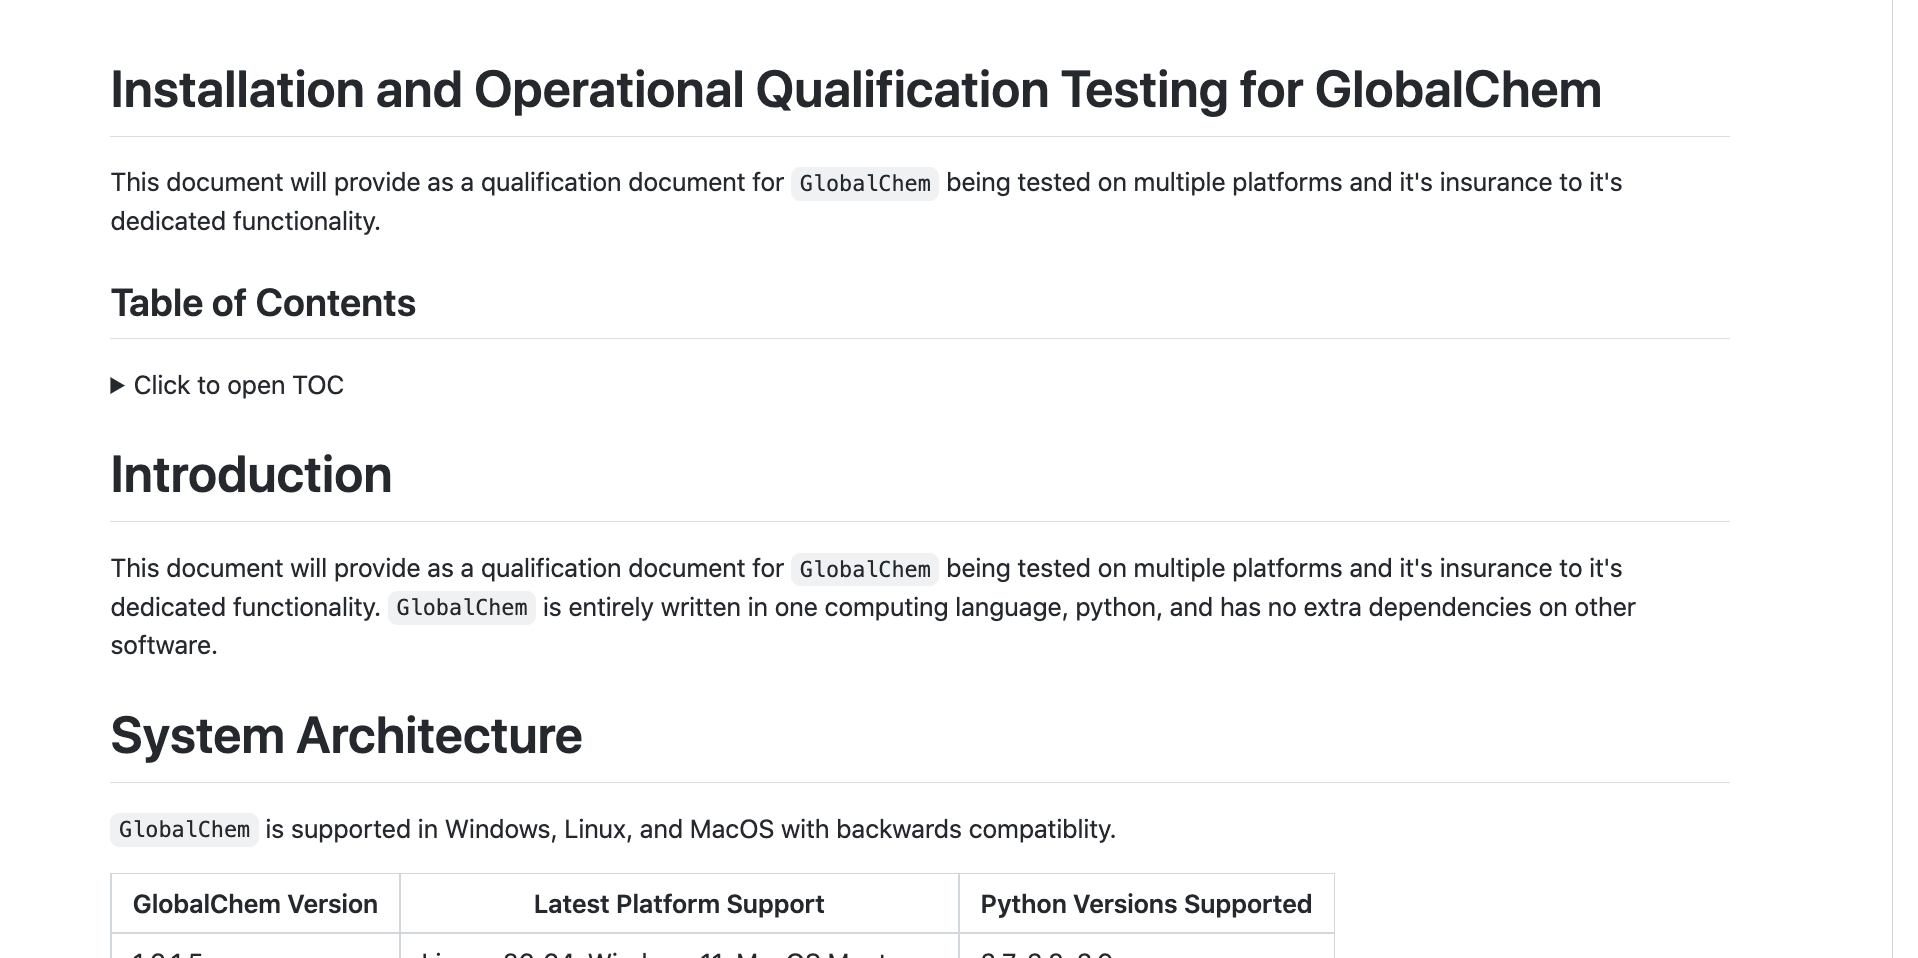 Installation and Operational Qualification Testing for GlobalChem
This document will provide as a qualification document for GlobalChem being tested on multiple platforms and it's insurance to it's
dedicated functionality.
Table of Contents
▶ Click to open TOC
Introduction
This document will provide as a qualification document for GlobalChem being tested on multiple platforms and it's insurance to it's
dedicated functionality. GlobalChem is entirely written in one computing language, python, and has no extra dependencies on other
software.
System Architecture
GlobalChem is supported in Windows, Linux, and MacOS with backwards compatiblity.
GlobalChem Version Latest Platform Support Python Versions Supported